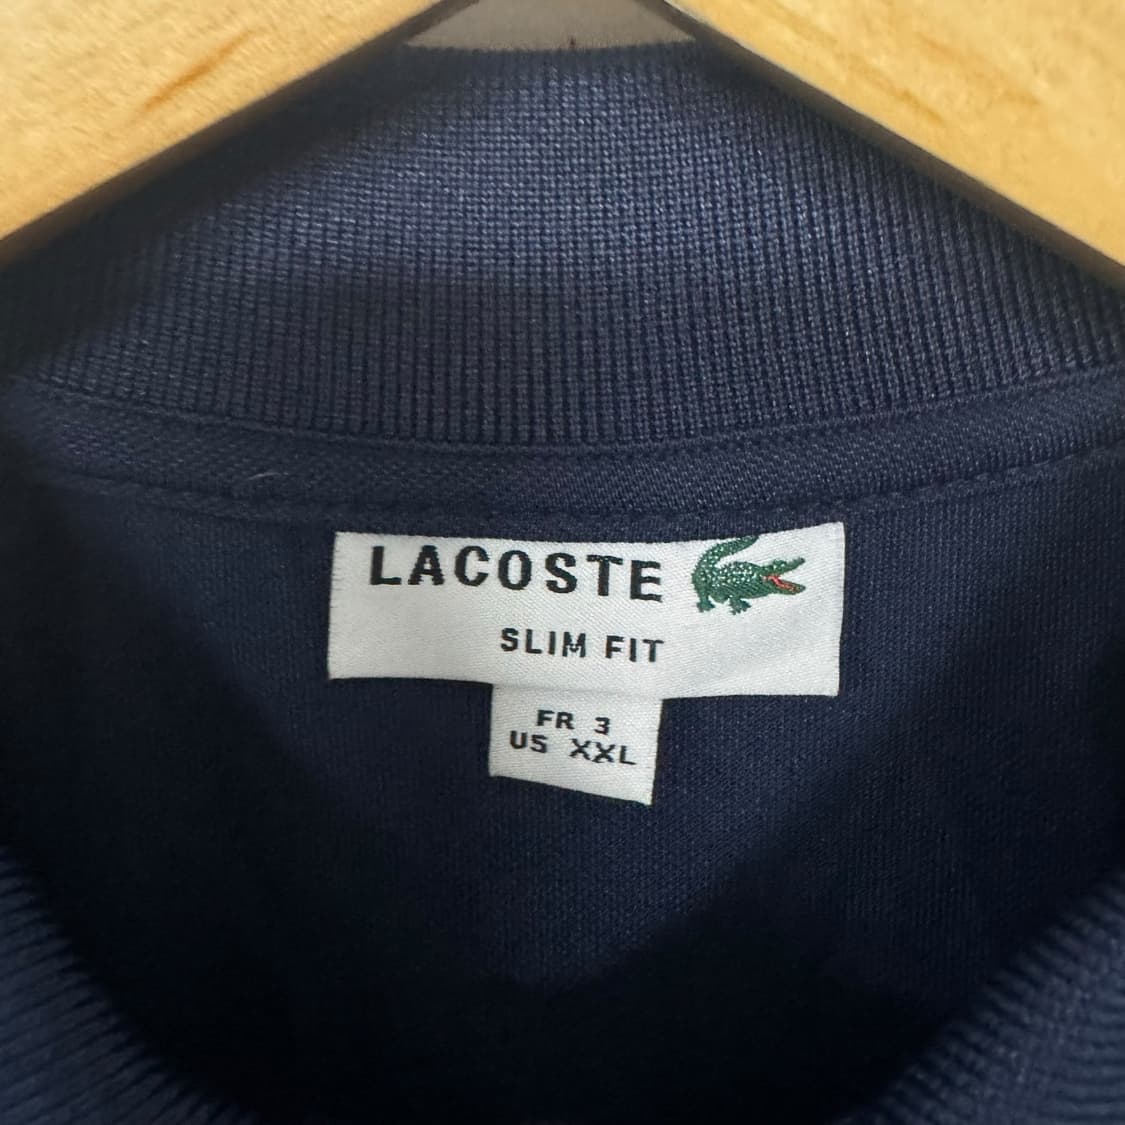 LACOSTE
SLIM FIT
FR 3
US XXL